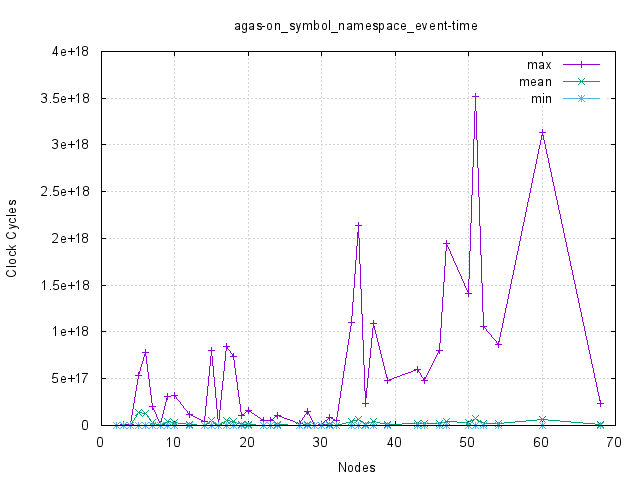 agas-on_symbol_namespace_event-time
4e+18
3.5e+18
3e+18
2.5e+18
2e+18
1.5e+18
1e+18
5e+17
0
Clock Cycles
max
mean
min
0 10 20 30 40 50 60 70
Nodes